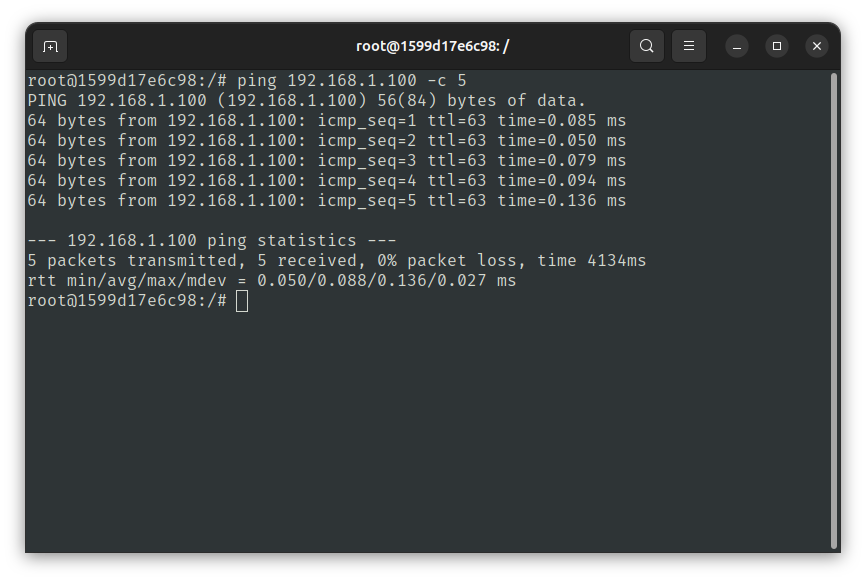 root@1599d17e6c98: /
root@1599d17e6c98:/# ping 192.168.1.100 -c 5
PING 192.168.1.100 (192.168.1.100) 56(84) bytes of data.
64 bytes from 192.168.1.100: icmp_seq=1 ttl=63 time=0.085 ms
64 bytes from 192.168.1.100: icmp_seq=2 ttl=63 time=0.050 ms
64 bytes from 192.168.1.100: icmp_seq=3 ttl=63 time=0.079 ms
64 bytes from 192.168.1.100: icmp_seq=4 ttl=63 time=0.094 ms
64 bytes from 192.168.1.100: icmp_seq=5 ttl=63 time=0.136 ms

--- 192.168.1.100 ping statistics ---
5 packets transmitted, 5 received, 0% packet loss, time 4134ms
rtt min/avg/max/mdev = 0.050/0.088/0.136/0.027 ms
root@1599d17e6c98:/#